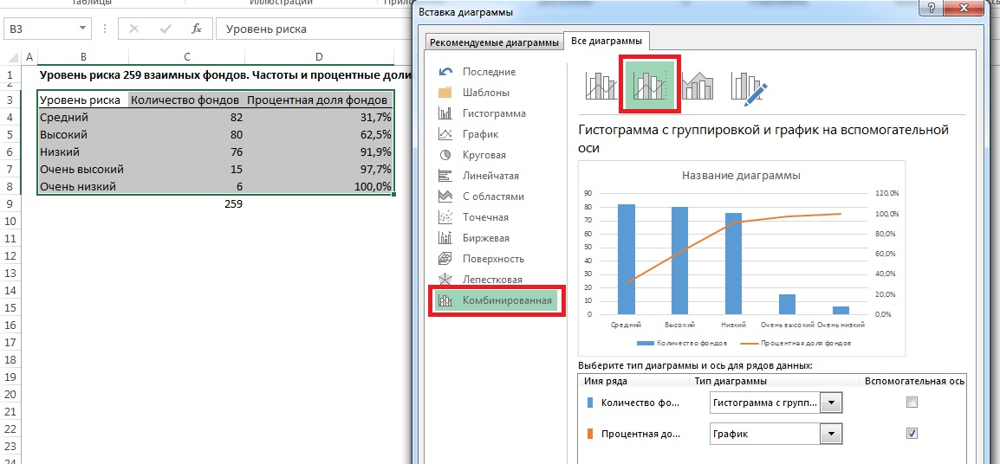 Таблицы Иллюстрации
B3 fx Уровень риска
A B C D
1 Уровень риска 259 взаимных фондов. Частоты и процентные доли
2
3 Уровень риска Количество фондов Процентная доля фондов
4 Средний 82 31,7%
5 Высокий 80 62,5%
6 Низкий 76 91,9%
7 Очень высокий 15 97,7%
8 Очень низкий 6 100,0%
9 259
10
11
12
13
14
15
16
17
18
19
20
21
22
23
24
Вставка диаграммы
?
Рекомендуемые диаграммы Все диаграммы
Последние
Шаблоны
Гистограмма
График
Круговая
Линейчатая
С областями
Точечная
Биржевая
Поверхность
Лепестковая
Комбинированная
Гистограмма с группировкой и график на вспомогательной
оси
Название диаграммы
90 120,0%
80 100,0%
70
60 80,0%
50 60,0%
40
30 40,0%
20 20,0%
10
0 0,0%
Средний Высокий Низкий Очень высокий Очень низкий
Количество фондов Процентная доля фондов
Выберите тип диаграммы и ось для рядов данных:
Имя ряда Тип диаграммы Вспомогательная ось
Количество фо... Гистограмма с групп...
Процентная до... График